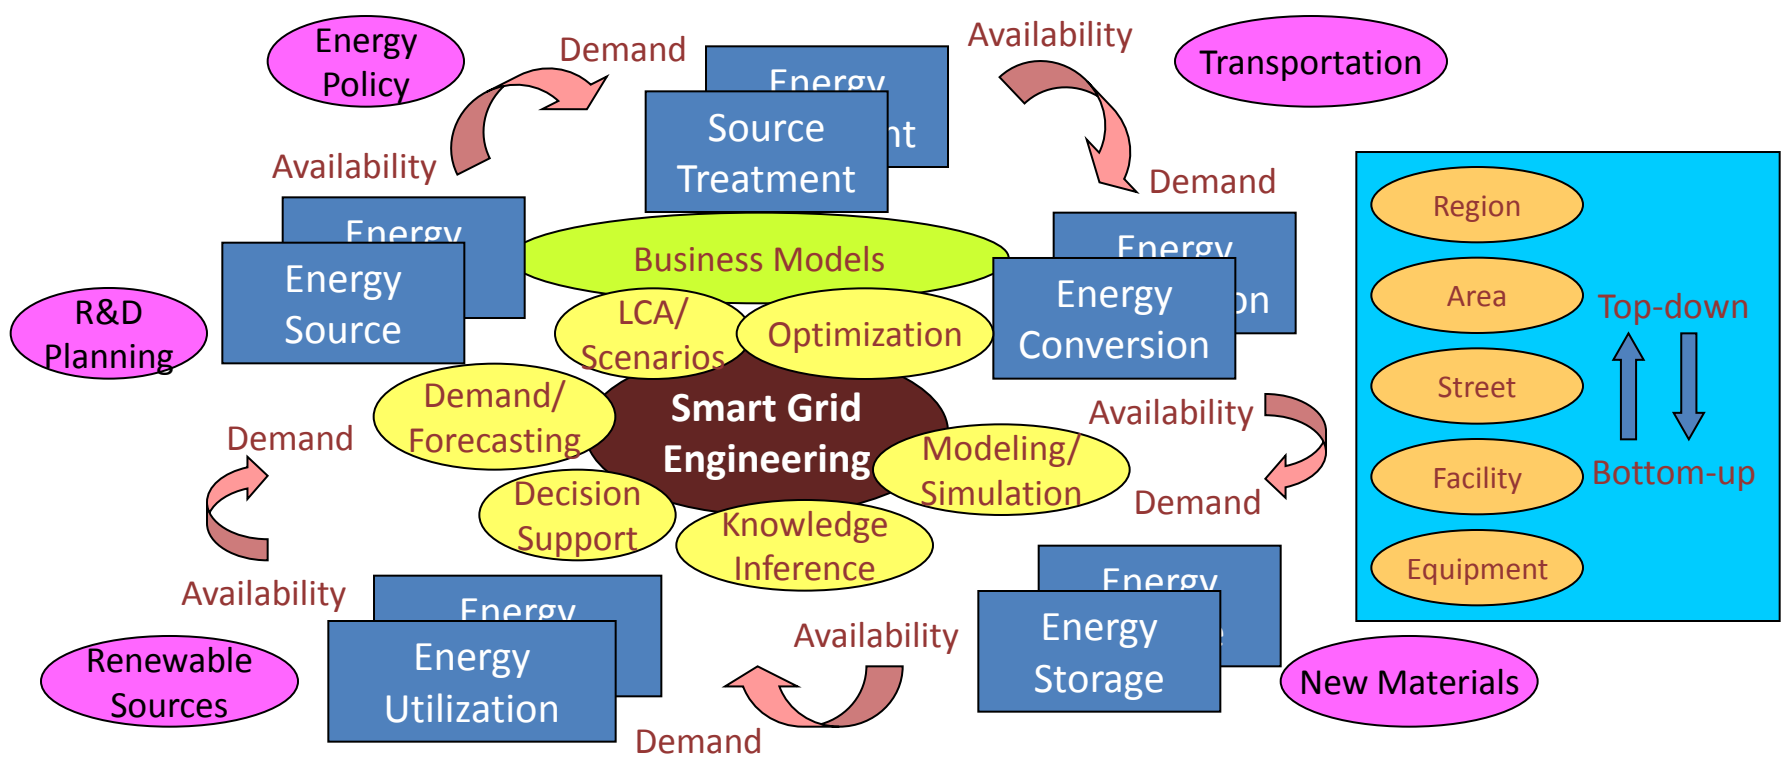 Energy
Policy
Demand
Availability
Transportation
Energy
Source
Treatment
nt
Availability
Demand
Energy
Energy
Source
Business Models
Energy
Energy
Conversion
on
R&D
Planning
LCA/
Scenarios
Optimization
Demand/
Forecasting
Smart Grid
Engineering
Modeling/
Simulation
Decision
Support
Knowledge
Inference
Availability
Demand
Demand
Availability
Energy
Energy
Utilization
Availability
Demand
Energy
Energy
Storage
e
Renewable
Sources
New Materials
Region
Area
Street
Facility
Equipment
Top-down
Bottom-up